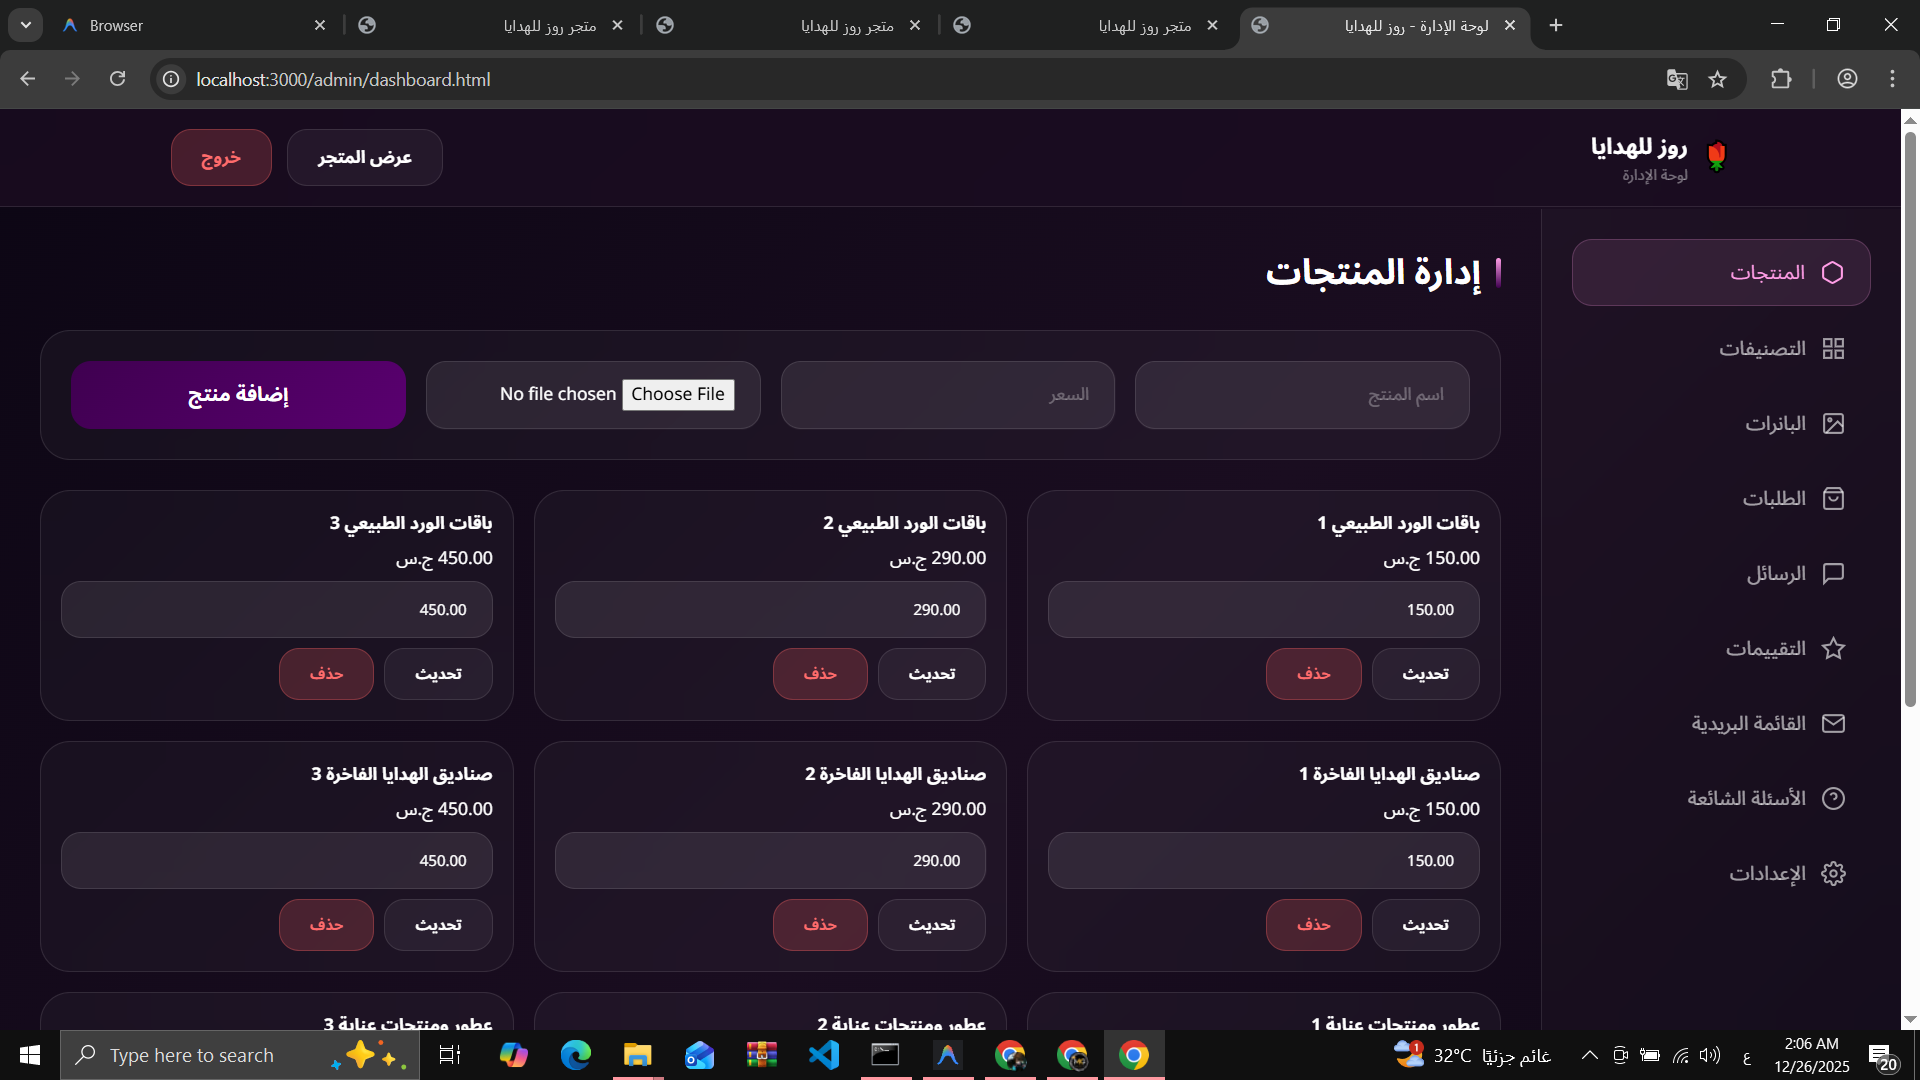 Browser
متجر روز للهدايا
متجر روز للهدايا
متجر روز للهدايا
لوحة الإدارة - روز للهدايا
localhost:3000/admin/dashboard.html
روز للهدايا
لوحة الإدارة
عرض المتجر
خروج
المنتجات
التصنيفات
البانرات
الطلبات
الرسائل
التقييمات
القائمة البريدية
الأسئلة الشائعة
الإعدادات
إدارة المنتجات
اسم المنتج
السعر
Choose File No file chosen
إضافة منتج
باقات الورد الطبيعي 1
150.00 ج.س
150.00
تحديث
حذف
باقات الورد الطبيعي 2
290.00 ج.س
290.00
تحديث
حذف
باقات الورد الطبيعي 3
450.00 ج.س
450.00
تحديث
حذف
صناديق الهدايا الفاخرة 1
150.00 ج.س
150.00
تحديث
حذف
صناديق الهدايا الفاخرة 2
290.00 ج.س
290.00
تحديث
حذف
صناديق الهدايا الفاخرة 3
450.00 ج.س
450.00
تحديث
حذف
عطور ومنتجات عناية 1
عطور ومنتجات عناية 2
عطور ومنتجات عناية 3
Type here to search
1
32°C غائم جزئيًا
ع
2:06 AM
12/26/2025
20